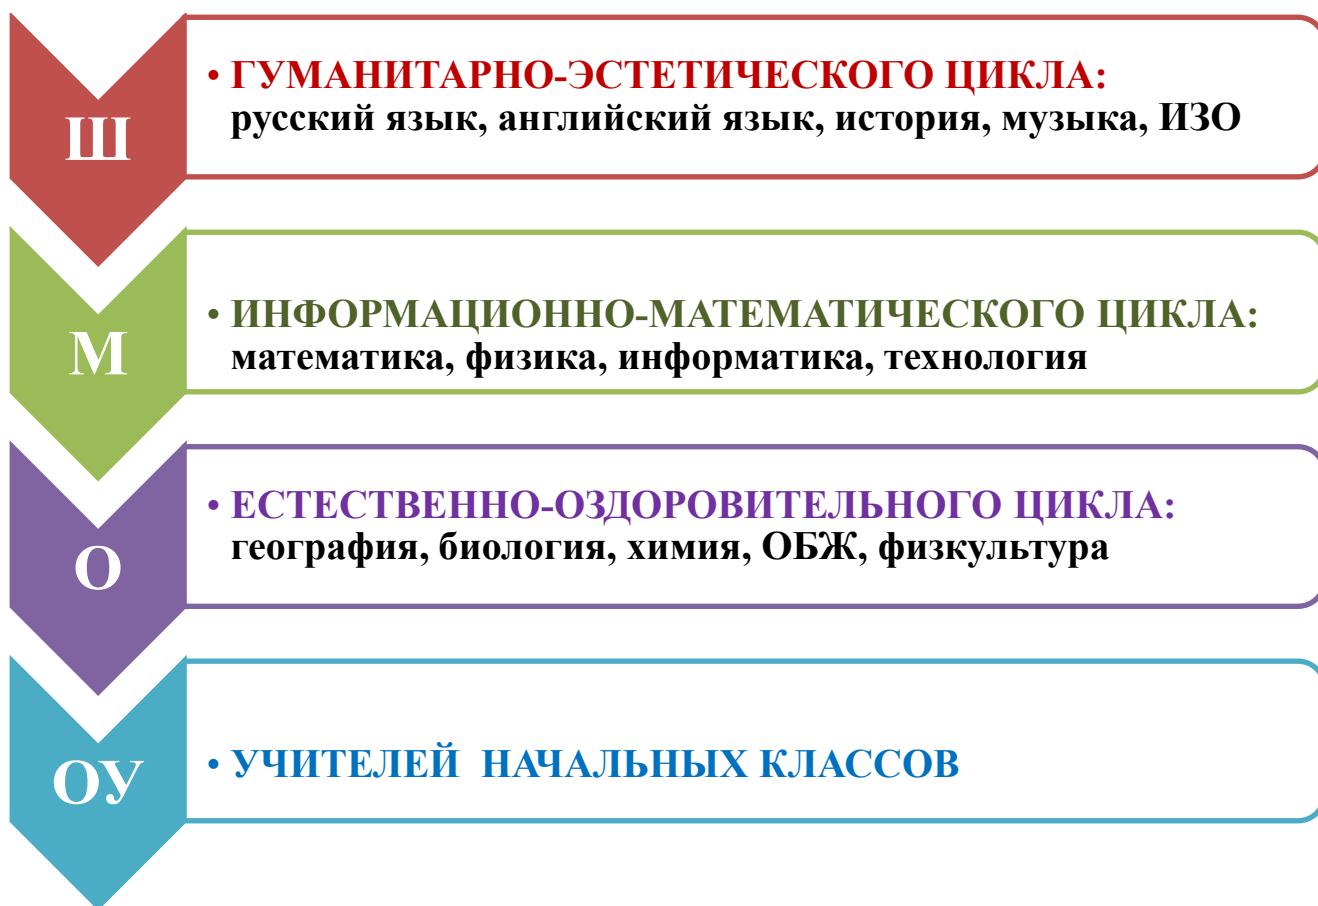 Ш
• ГУМАНИТАРНО-ЭСТЕТИЧЕСКОГО ЦИКЛА:
русский язык, английский язык, история, музыка, ИЗО
М
• ИНФОРМАЦИОННО-МАТЕМАТИЧЕСКОГО ЦИКЛА:
математика, физика, информатика, технология
О
• ЕСТЕСТВЕННО-ОЗДОРОВИТЕЛЬНОГО ЦИКЛА:
география, биология, химия, ОБЖ, физкультура
ОУ
• УЧИТЕЛЕЙ НАЧАЛЬНЫХ КЛАССОВ